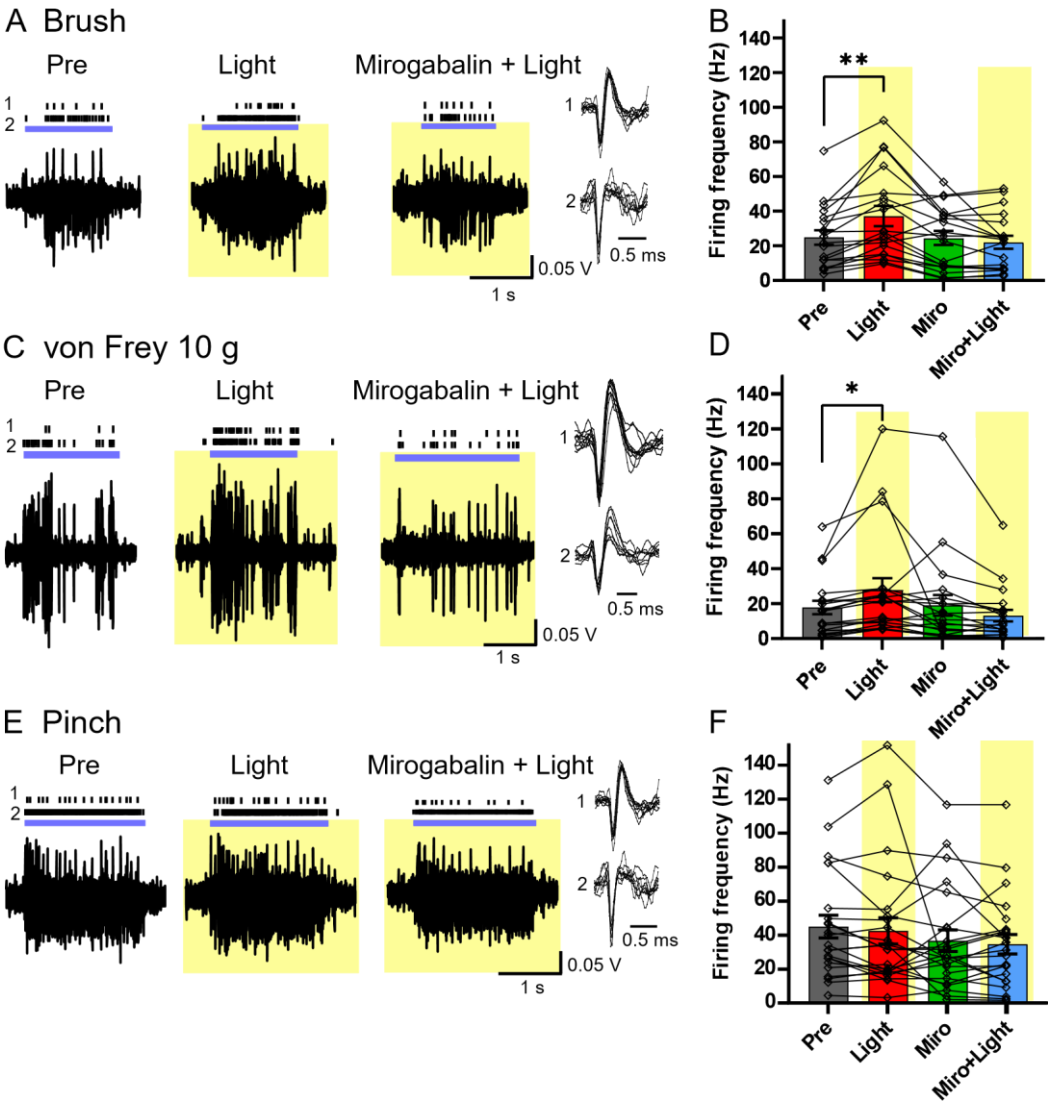 A Brush
Pre
Light
Mirogabalin + Light
1
2
1
2
0.5 ms
0.05 V
1 s
B
Firing frequency (Hz)
140
120
100
80
60
40
20
0
**
Pre
Light
Miro
Miro+Light
C von Frey 10 g
Pre
Light
Mirogabalin + Light
1
2
1
2
0.5 ms
0.05 V
1 s
D
Firing frequency (Hz)
140
120
100
80
60
40
20
0
*
Pre
Light
Miro
Miro+Light
E Pinch
Pre
Light
Mirogabalin + Light
1
2
1
2
0.5 ms
0.05 V
1 s
F
Firing frequency (Hz)
140
120
100
80
60
40
20
0
Pre
Light
Miro
Miro+Light